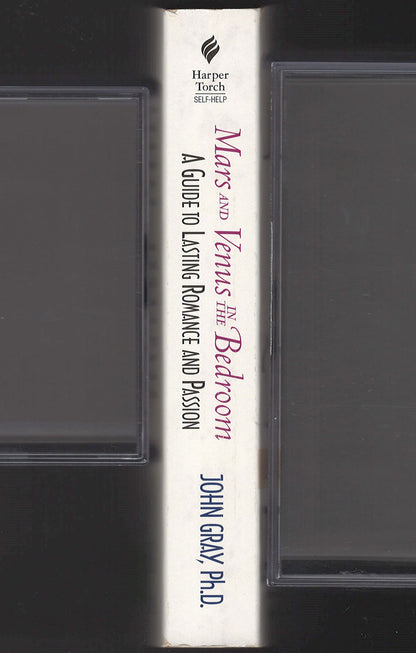 Harper
Torch
SELF-HELP
Mars AND Venus IN THE Bedroom
A GUIDE TO LASTING ROMANCE AND PASSION
JOHN GRAY, Ph.D.